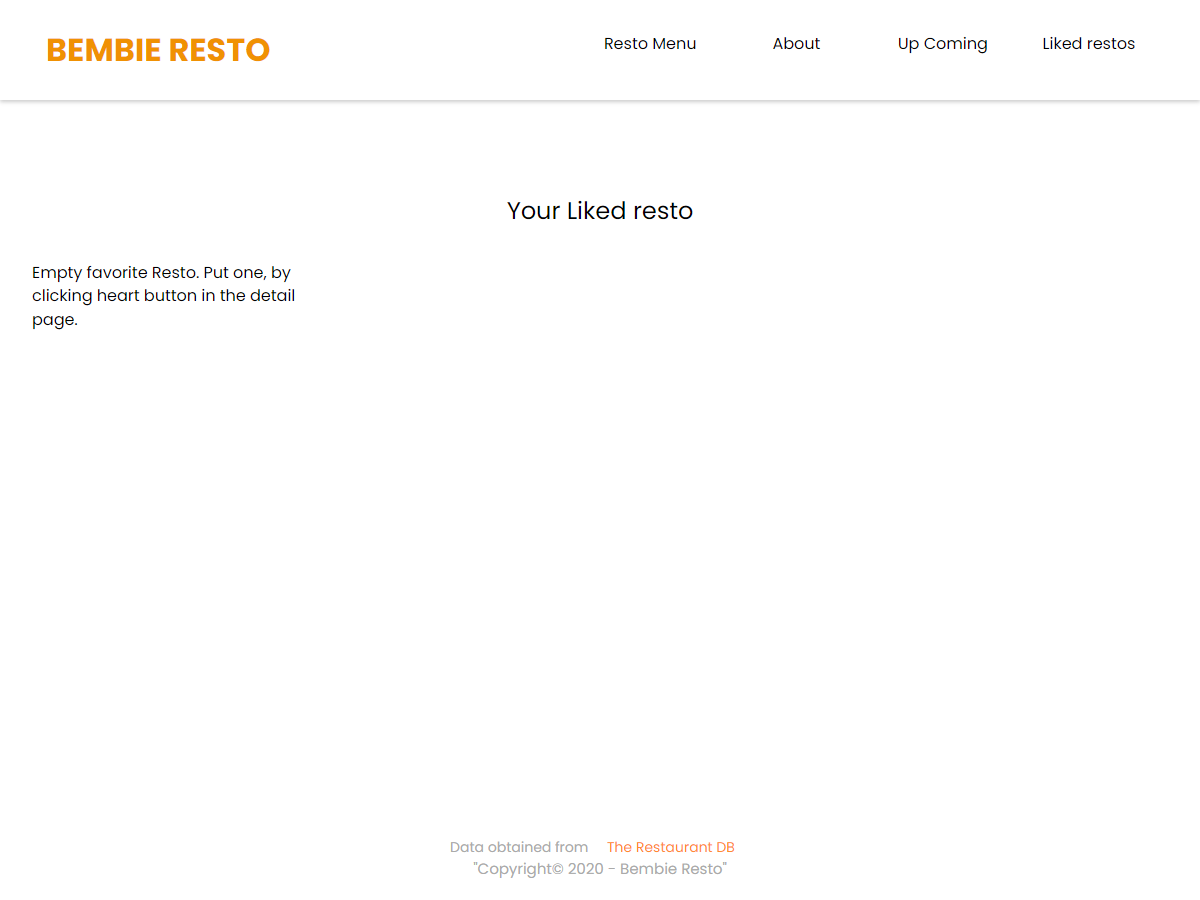 BEMBIE RESTO
Resto Menu About Up Coming Liked restos
Your Liked resto
Empty favorite Resto. Put one, by
clicking heart button in the detail
page.
Data obtained from The Restaurant DB
"Copyright© 2020 - Bembie Resto"